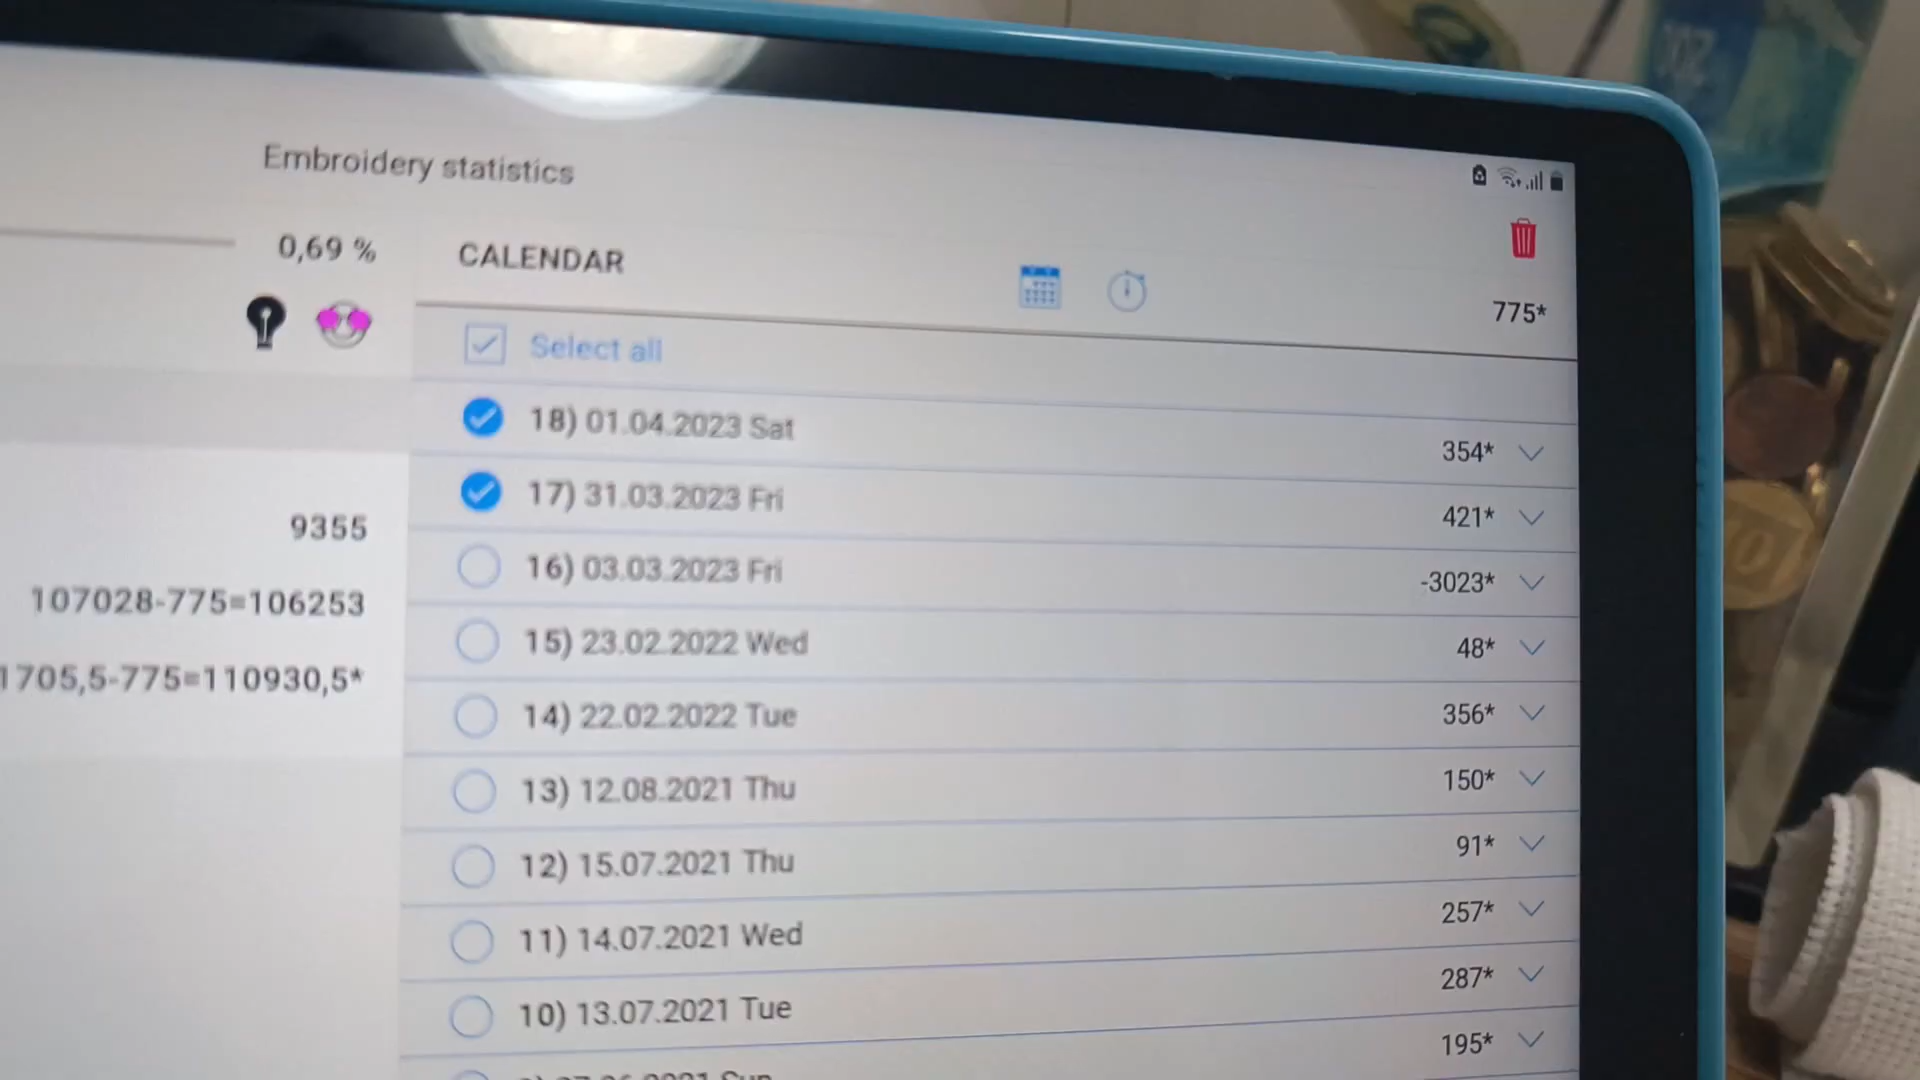 Embroidery statistics
0,69 %
CALENDAR
775*
Select all
18) 01.04.2023 Sat
354*
17) 31.03.2023 Fri
421*
9355
16) 03.03.2023 Fri
-3023*
107028-775=106253
15) 23.02.2022 Wed
48*
1705,5-775=110930,5*
14) 22.02.2022 Tue
356*
13) 12.08.2021 Thu
150*
12) 15.07.2021 Thu
91*
11) 14.07.2021 Wed
257*
10) 13.07.2021 Tue
287*
195*